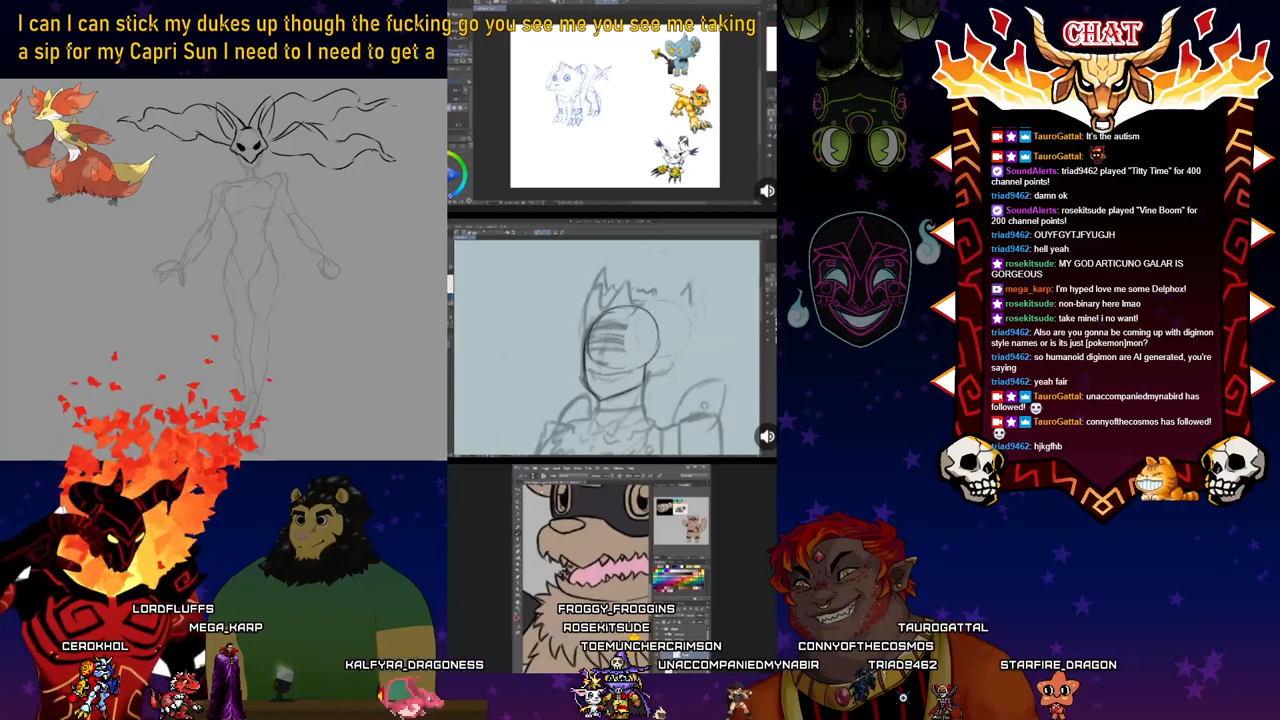 I can I can stick my dukes up though the fucking go you see me you see me taking
a sip for my Capri Sun I need to I need to get a
CHAT
TauroGattal: It's the autism
TauroGattal:
SoundAlerts: triad9462 played "Titty Time" for 400
channel points!
triad9462: damn ok
SoundAlerts: rosekitsude played "Vine Boom" for
200 channel points!
triad9462: OUYFGYTJFYUGJH
triad9462: hell yeah
rosekitsude: MY GOD ARTICUNO GALAR IS
GORGEOUS
mega_karp: I'm hyped love me some Delphox!
rosekitsude: non-binary here lmao
rosekitsude: take mine! i no want!
triad9462: Also are you gonna be coming up with digimon
style names or is its just [pokemon]mon?
triad9462: so humanoid digimon are AI generated, you're
saying
triad9462: yeah fair
TauroGattal: unaccompaniedmynabird has
followed!
TauroGattal: connyofthecosmos has followed!
triad9462: hjkgfhb
LORDFLUFFS
MEGA_KARP
CEROKHOL
KALFYRA_DRAGONESS
FROGGY_FROGGINS
ROSEKITSUDE
TOEMUNCHERCRIMSON
UNACCOMPANIEDMYNABIR
TAUROGATTAL
CONNYOFTHECOSMOS
TRIAD9462
STARFIRE_DRAGON